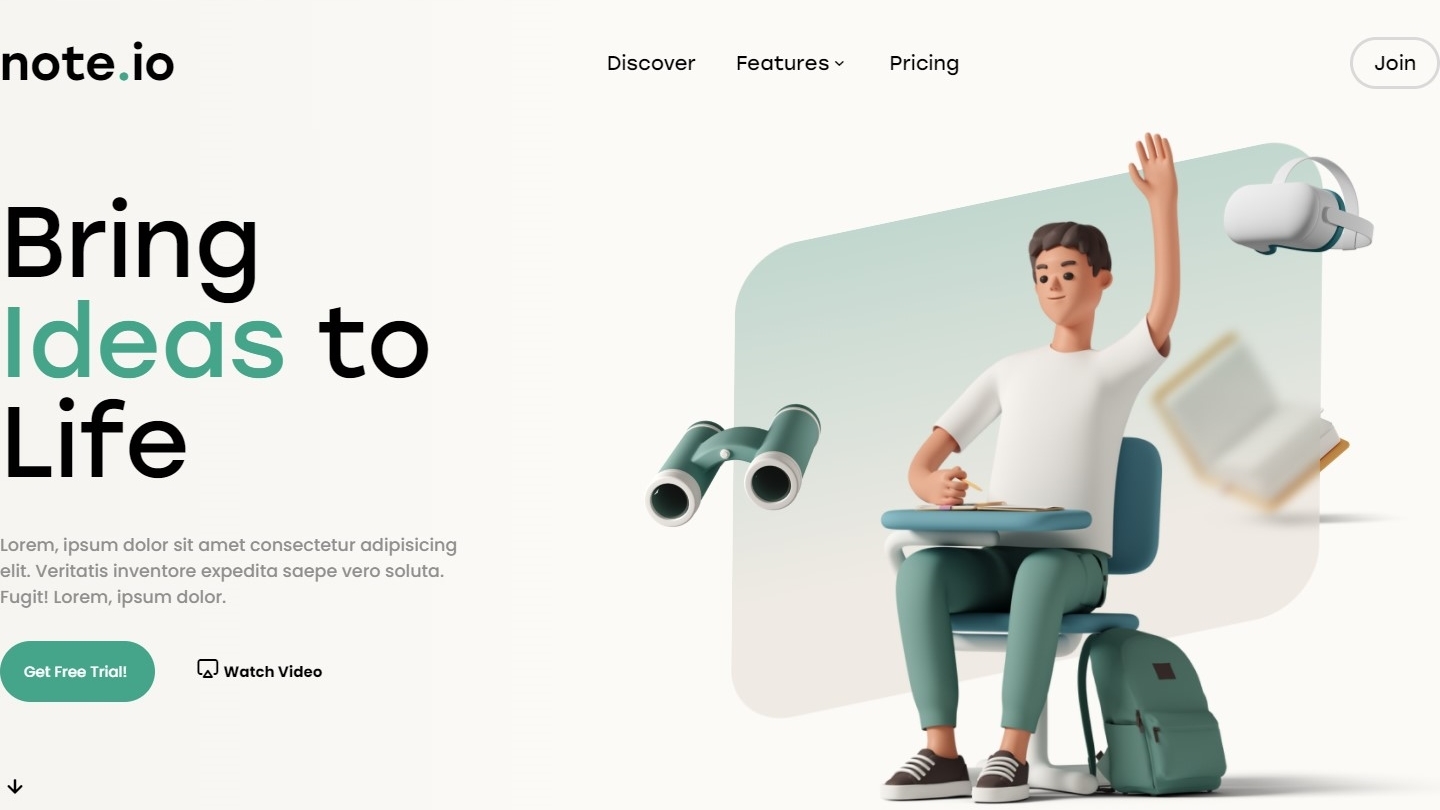 note.io
Discover Features Pricing
Join
Bring
Ideas to
Life
Lorem, ipsum dolor sit amet consectetur adipisicing
elit. Veritatis inventore expedita saepe vero soluta.
Fugit! Lorem, ipsum dolor.
Get Free Trial!
Watch Video